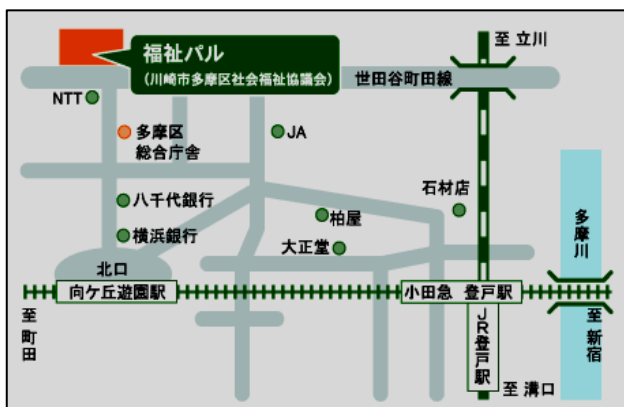 至 立川
福祉パル
(川崎市多摩区社会福祉協議会)
世田谷町田線
NTT
多摩区
総合庁舎
JA
八千代銀行
石材店
柏屋
多摩川
横浜銀行
大正堂
北口
向ケ丘遊園駅
小田急 登戸駅
至町田
JR登戸駅
至新宿
至 溝口